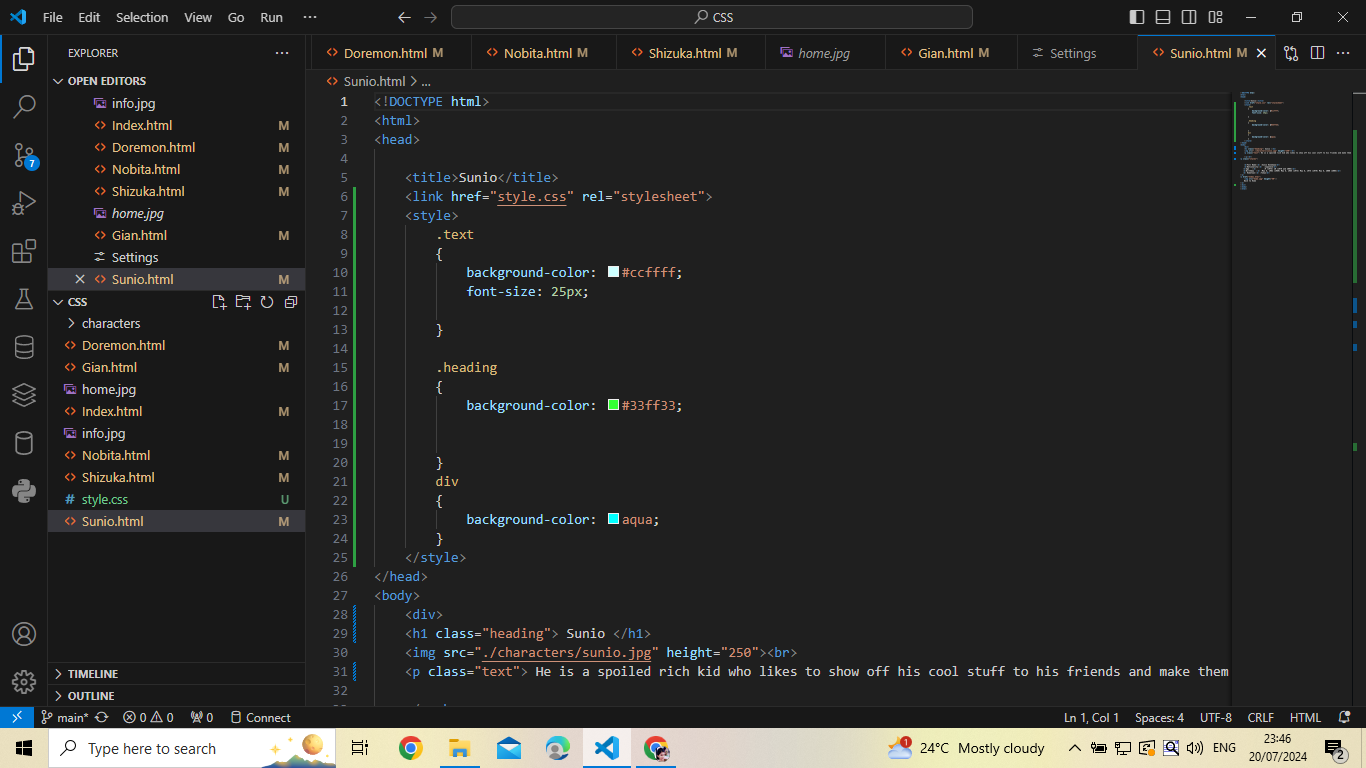 File Edit Selection View Go Run ···
CSS
EXPLORER
Doremon.html M
Nobita.html M
Shizuka.html M
home.jpg
Gian.html M
Settings
Sunio.html M
OPEN EDITORS
info.jpg
Index.html M
Doremon.html M
Nobita.html M
Shizuka.html M
home.jpg
Gian.html M
Settings
Sunio.html M
CSS
characters
Doremon.html M
Gian.html M
home.jpg
Index.html M
info.jpg
Nobita.html M
Shizuka.html M
style.css U
Sunio.html M
TIMELINE
OUTLINE
7
Sunio.html > ...
1 <!DOCTYPE html>
2 <html>
3 <head>
4
5 <title>Sunio</title>
6 <link href="style.css" rel="stylesheet">
7 <style>
8 .text
9 {
10 background-color: #ccffff;
11 font-size: 25px;
12
13 }
14
15 .heading
16 {
17 background-color: #33ff33;
18
19
20 }
21 div
22 {
23 background-color: aqua;
24 }
25 </style>
26 </head>
27 <body>
28 <div>
29 <h1 class="heading"> Sunio </h1>
30 <img src="./characters/sunio.jpg" height="250"><br>
31 <p class="text"> He is a spoiled rich kid who likes to show off his cool stuff to his friends and make them
32
main* 0 0 0 Connect
Ln 1, Col 1 Spaces: 4 UTF-8 CRLF HTML
Type here to search
1
24°C Mostly cloudy
ENG
23:46
20/07/2024
2